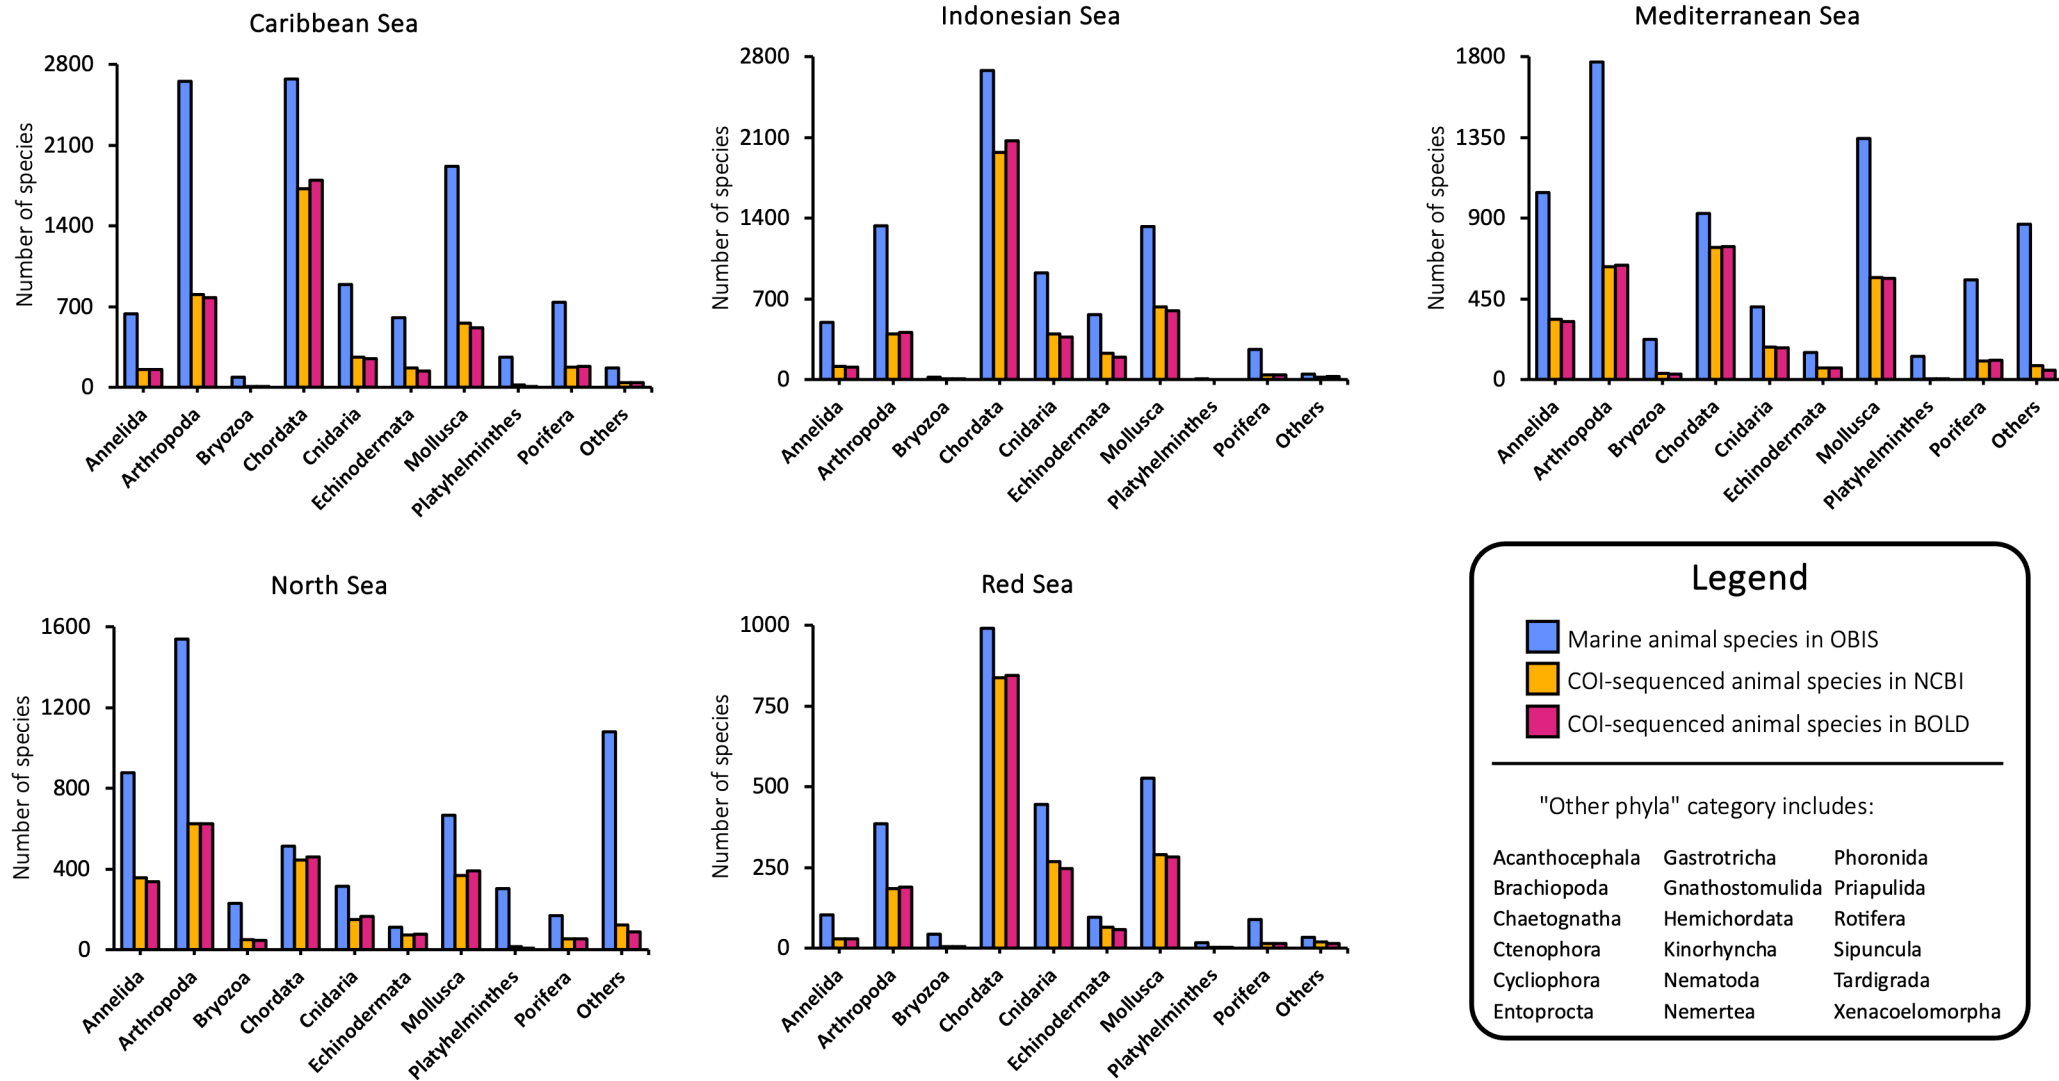 Caribbean Sea
Number of species
2800
2100
1400
700
0
Annelida
Arthropoda
Bryozoa
Chordata
Cnidaria
Echinodermata
Mollusca
Platyhelminthes
Porifera
Others
Indonesian Sea
Number of species
2800
2100
1400
700
0
Annelida
Arthropoda
Bryozoa
Chordata
Cnidaria
Echinodermata
Mollusca
Platyhelminthes
Porifera
Others
Mediterranean Sea
Number of species
1800
1350
900
450
0
Annelida
Arthropoda
Bryozoa
Chordata
Cnidaria
Echinodermata
Mollusca
Platyhelminthes
Porifera
Others
North Sea
Number of species
1600
1200
800
400
0
Annelida
Arthropoda
Bryozoa
Chordata
Cnidaria
Echinodermata
Mollusca
Platyhelminthes
Porifera
Others
Red Sea
Number of species
1000
750
500
250
0
Annelida
Arthropoda
Bryozoa
Chordata
Cnidaria
Echinodermata
Mollusca
Platyhelminthes
Porifera
Others
Legend
Marine animal species in OBIS
COI-sequenced animal species in NCBI
COI-sequenced animal species in BOLD
"Other phyla" category includes:
Acanthocephala Gastrotricha Phoronida
Brachiopoda Gnathostomulida Priapulida
Chaetognatha Hemichordata Rotifera
Ctenophora Kinorhyncha Sipuncula
Cycliophora Nematoda Tardigrada
Entoprocta Nemertea Xenacoelomorpha